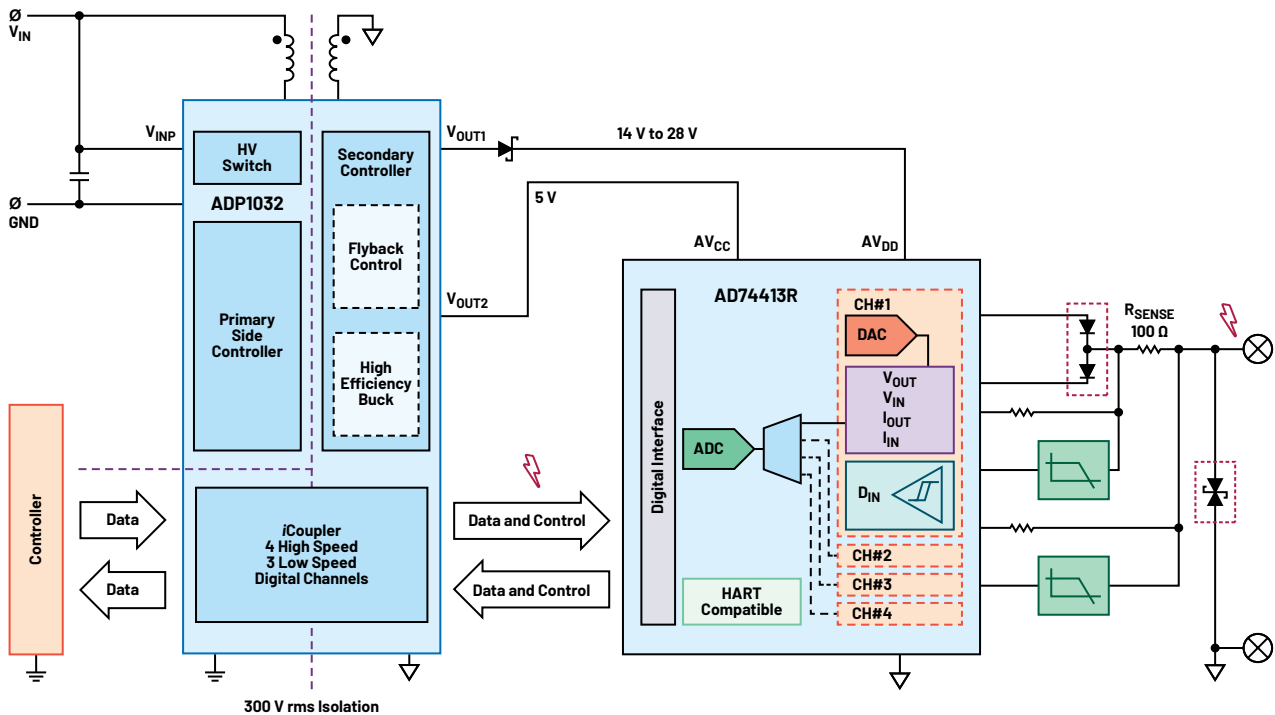 Ø
VIN
Ø
GND
VINP
HV
Switch
ADP1032
Primary
Side
Controller
Secondary
Controller
Flyback
Control
High
Efficiency
Buck
VOUT1
14 V to 28 V
VOUT2
5 V
Controller
Data
Data
iCoupler
4 High Speed
3 Low Speed
Digital Channels
300 V rms Isolation
Data and Control
Data and Control
AVCC
AVDD
AD74413R
Digital Interface
ADC
HART
Compatible
CH#1
DAC
VOUT
VIN
IOUT
IIN
DIN
CH#2
CH#3
CH#4
RSENSE
100 Ω